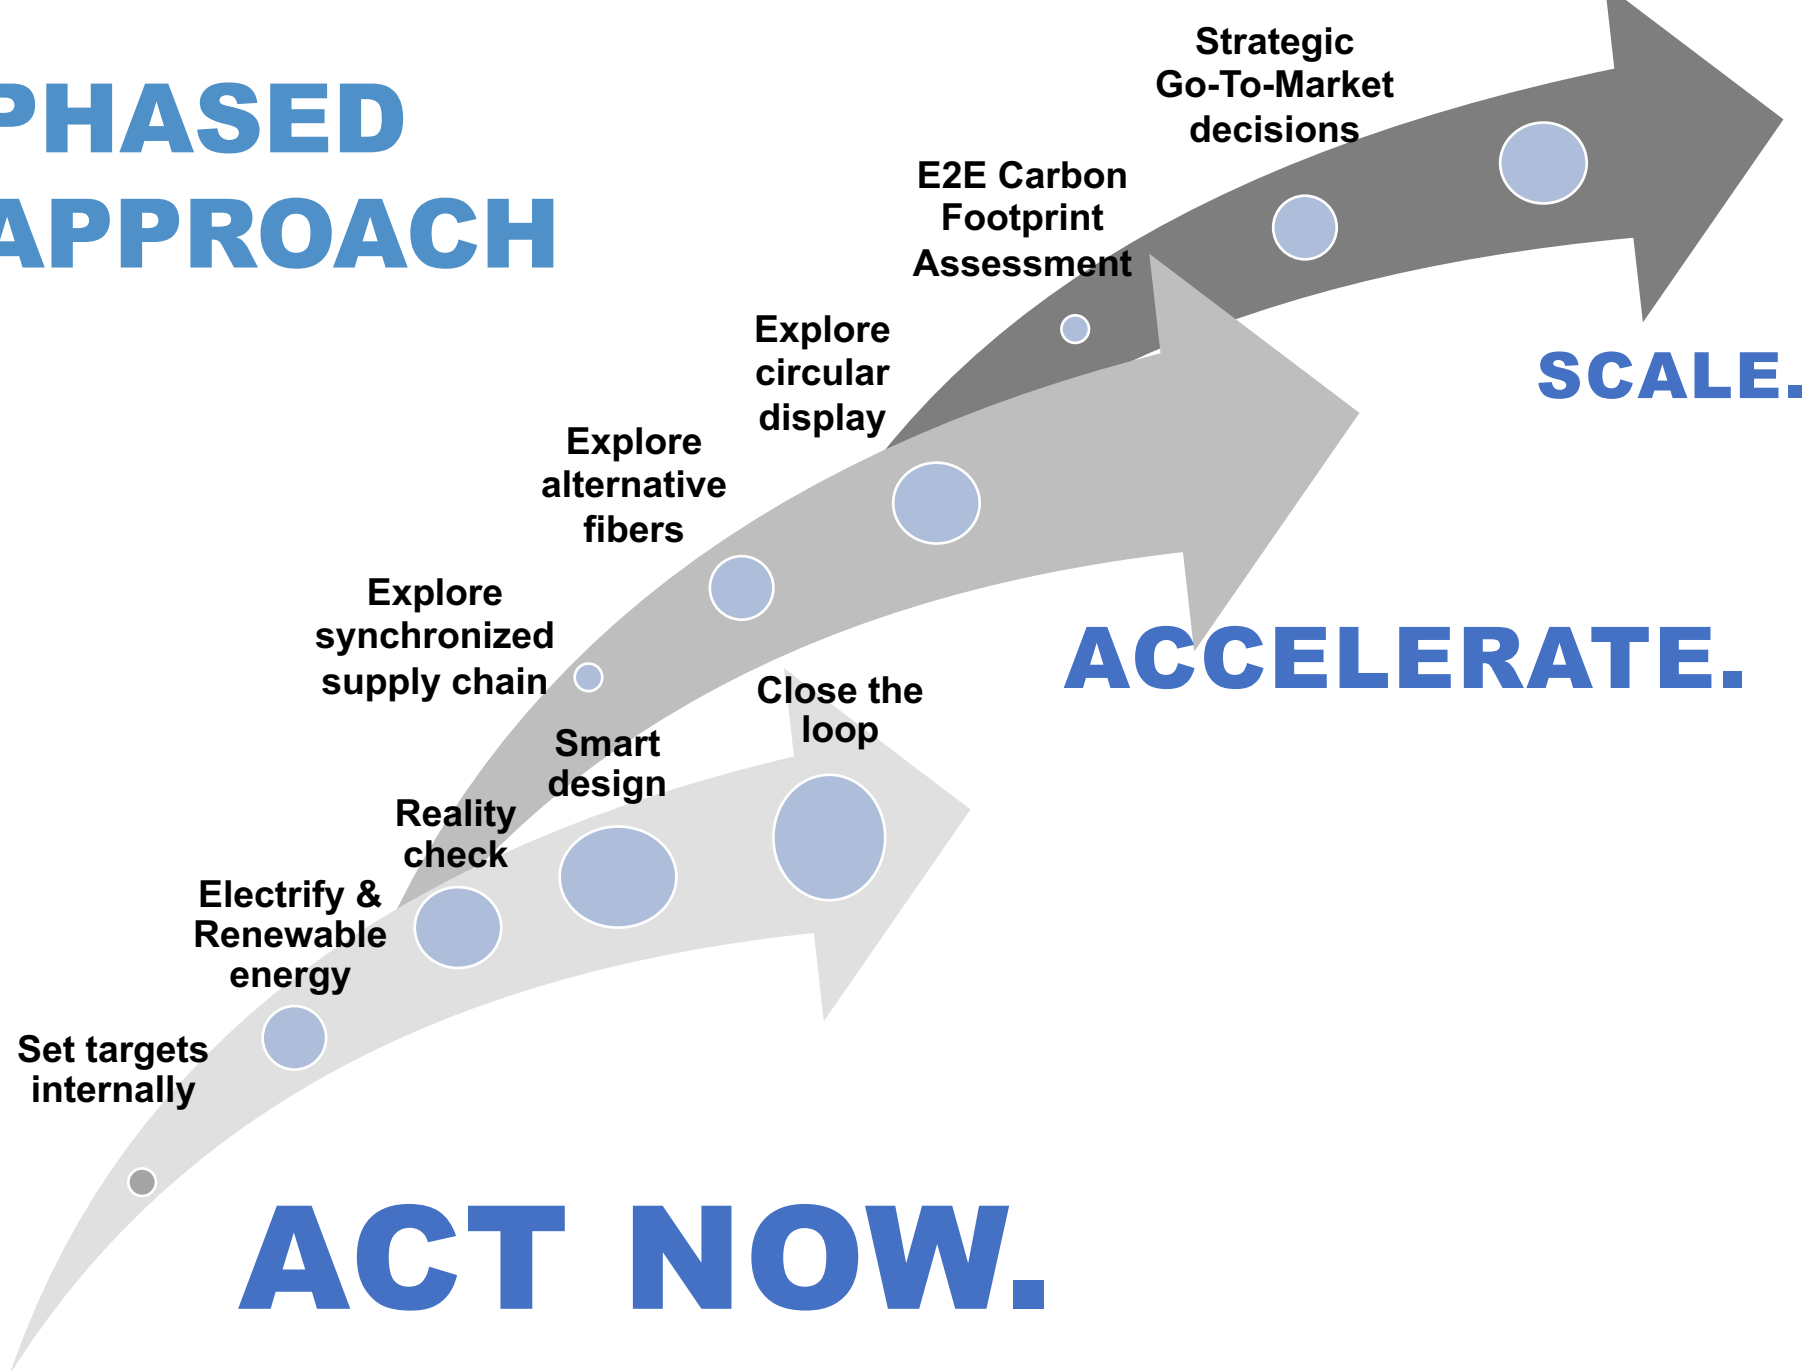 PHASED
APPROACH
Strategic
Go-To-Market
decisions
E2E Carbon
Footprint
Assessment
SCALE.
Explore
circular
display
Explore
alternative
fibers
Explore
synchronized
supply chain
ACCELERATE.
Close the
loop
Smart
design
Reality
check
Electrify &
Renewable
energy
Set targets
internally
ACT NOW.